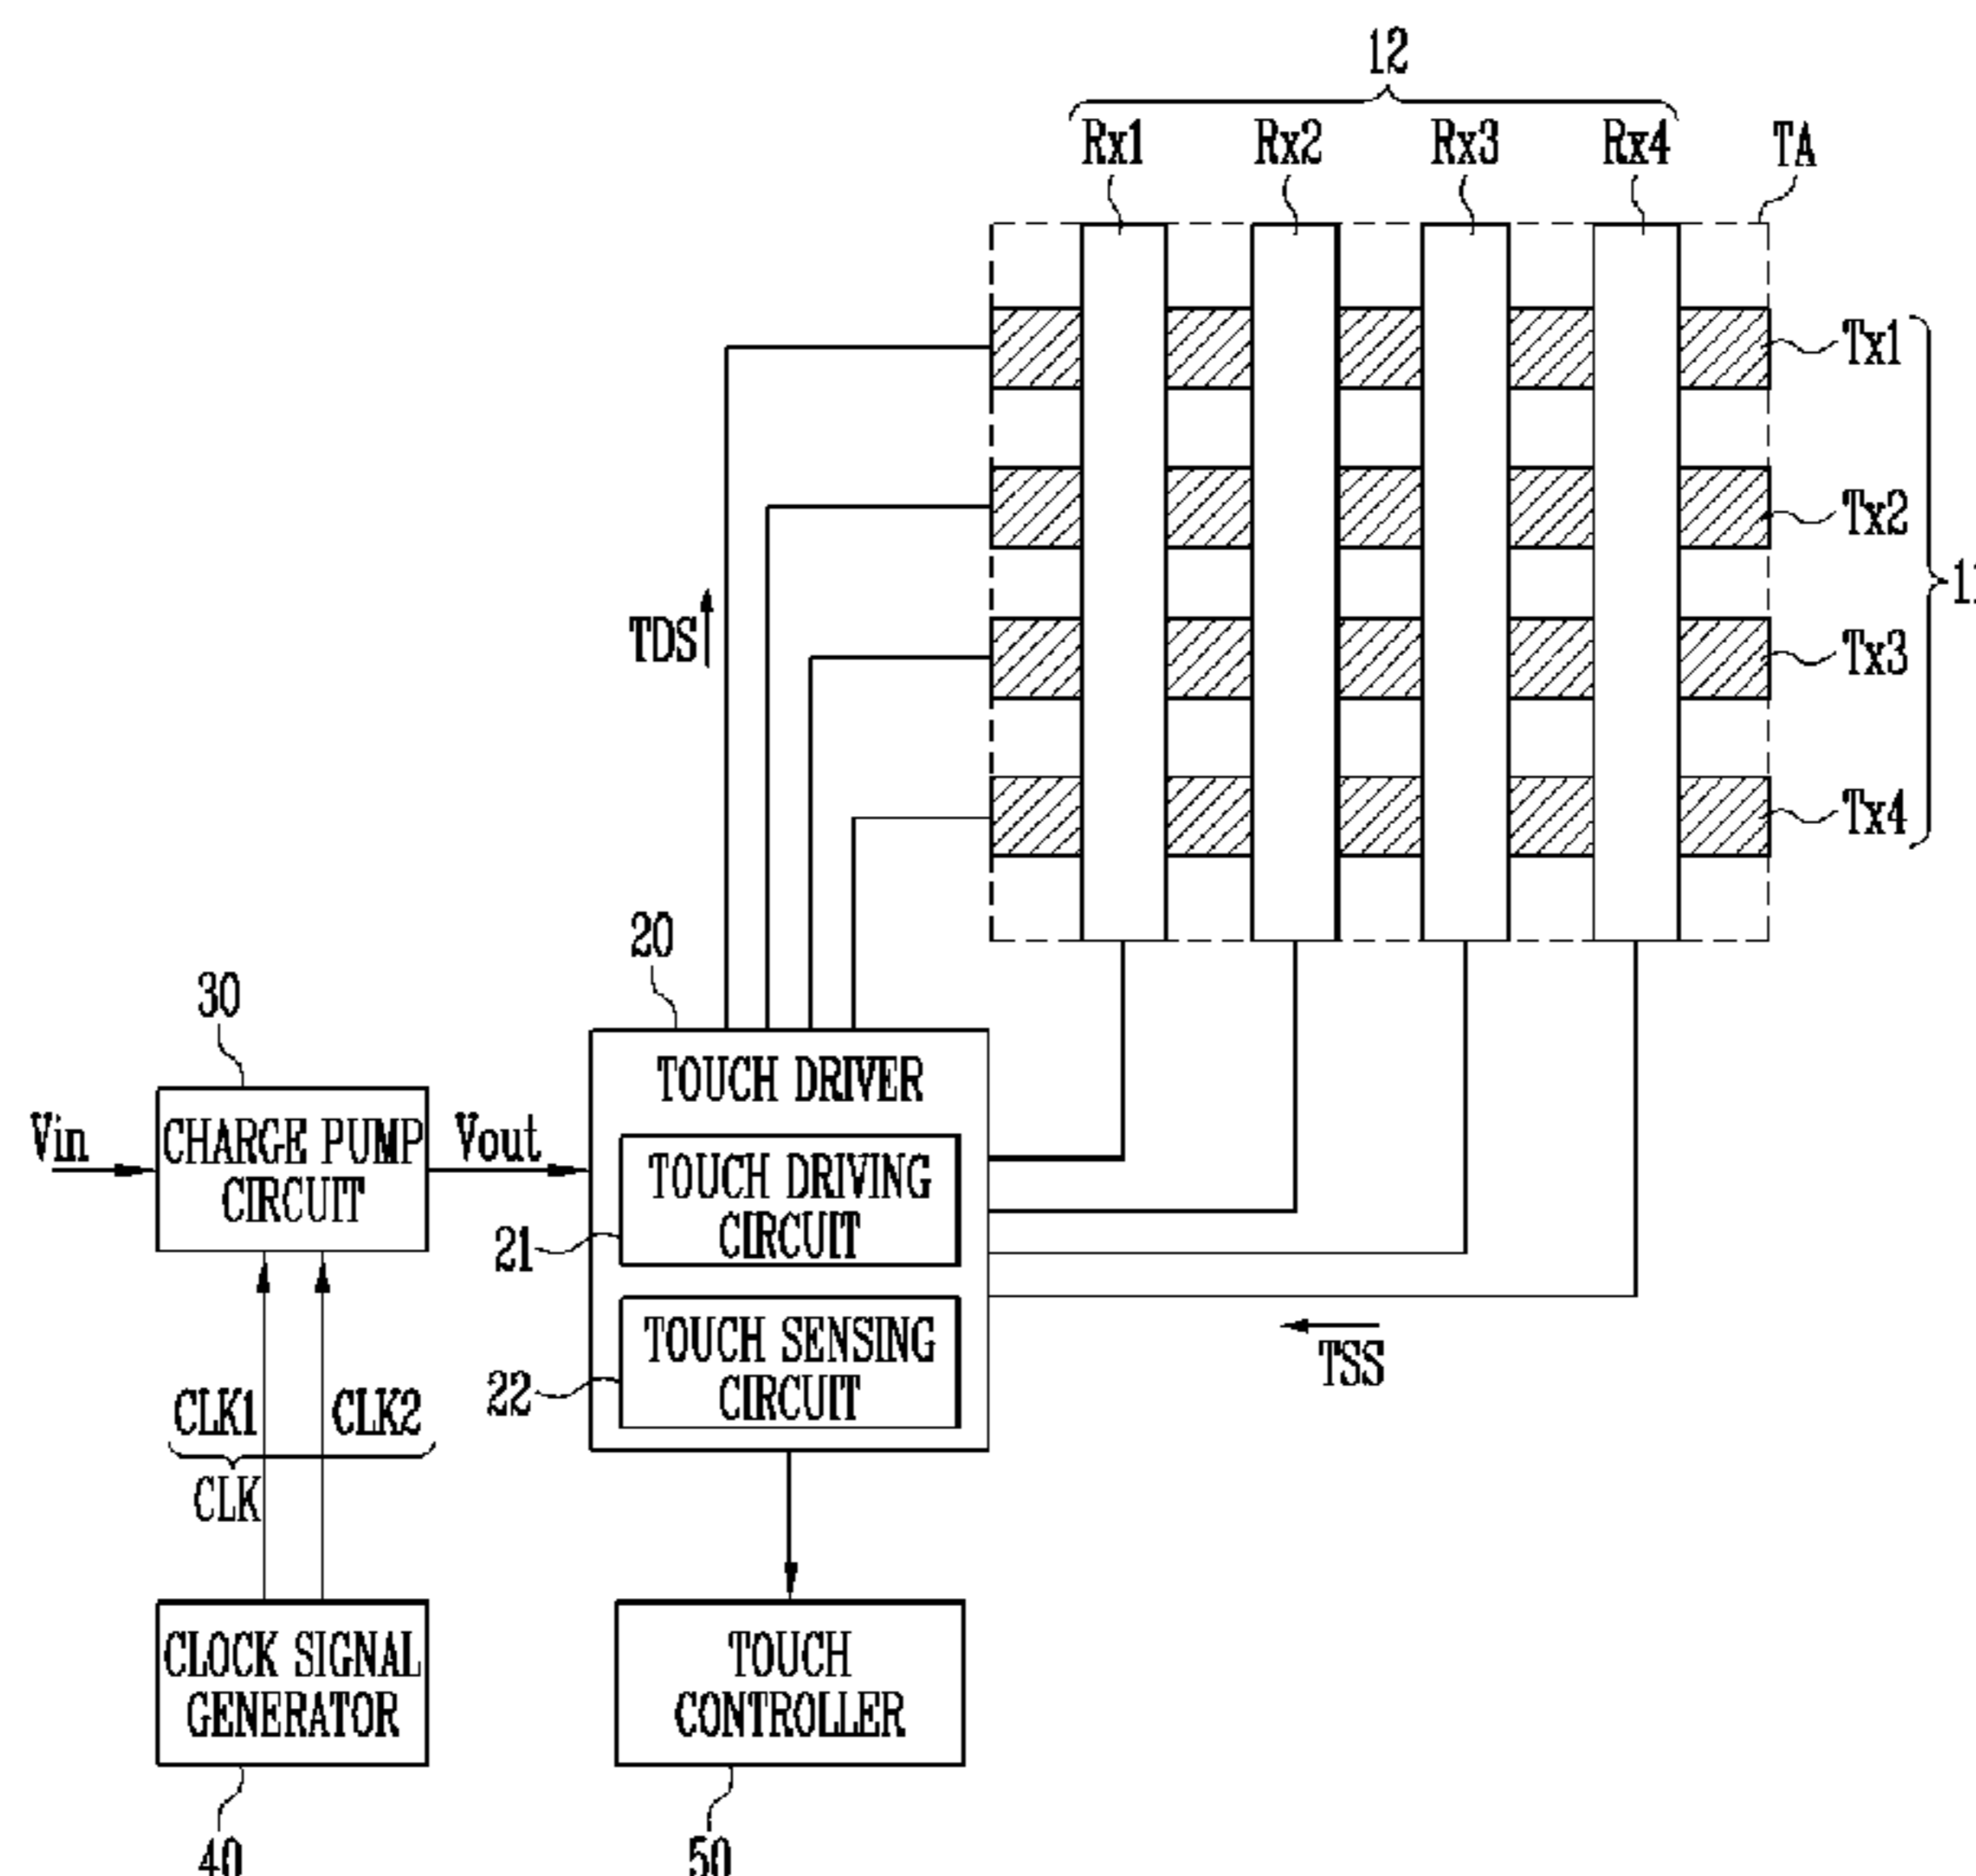 12
Rx1 Rx2 Rx3 Rx4 TA
Tx1
Tx2
11
TDS
Tx3
Tx4
20
30
TOUCH DRIVER
Vin
CHARGE PUMP
CIRCUIT
Vout
TOUCH DRIVING
CIRCUIT
21
TOUCH SENSING
CIRCUIT
22
TSS
CLK1 CLK2
CLK
CLOCK SIGNAL
GENERATOR
TOUCH
CONTROLLER
40
50